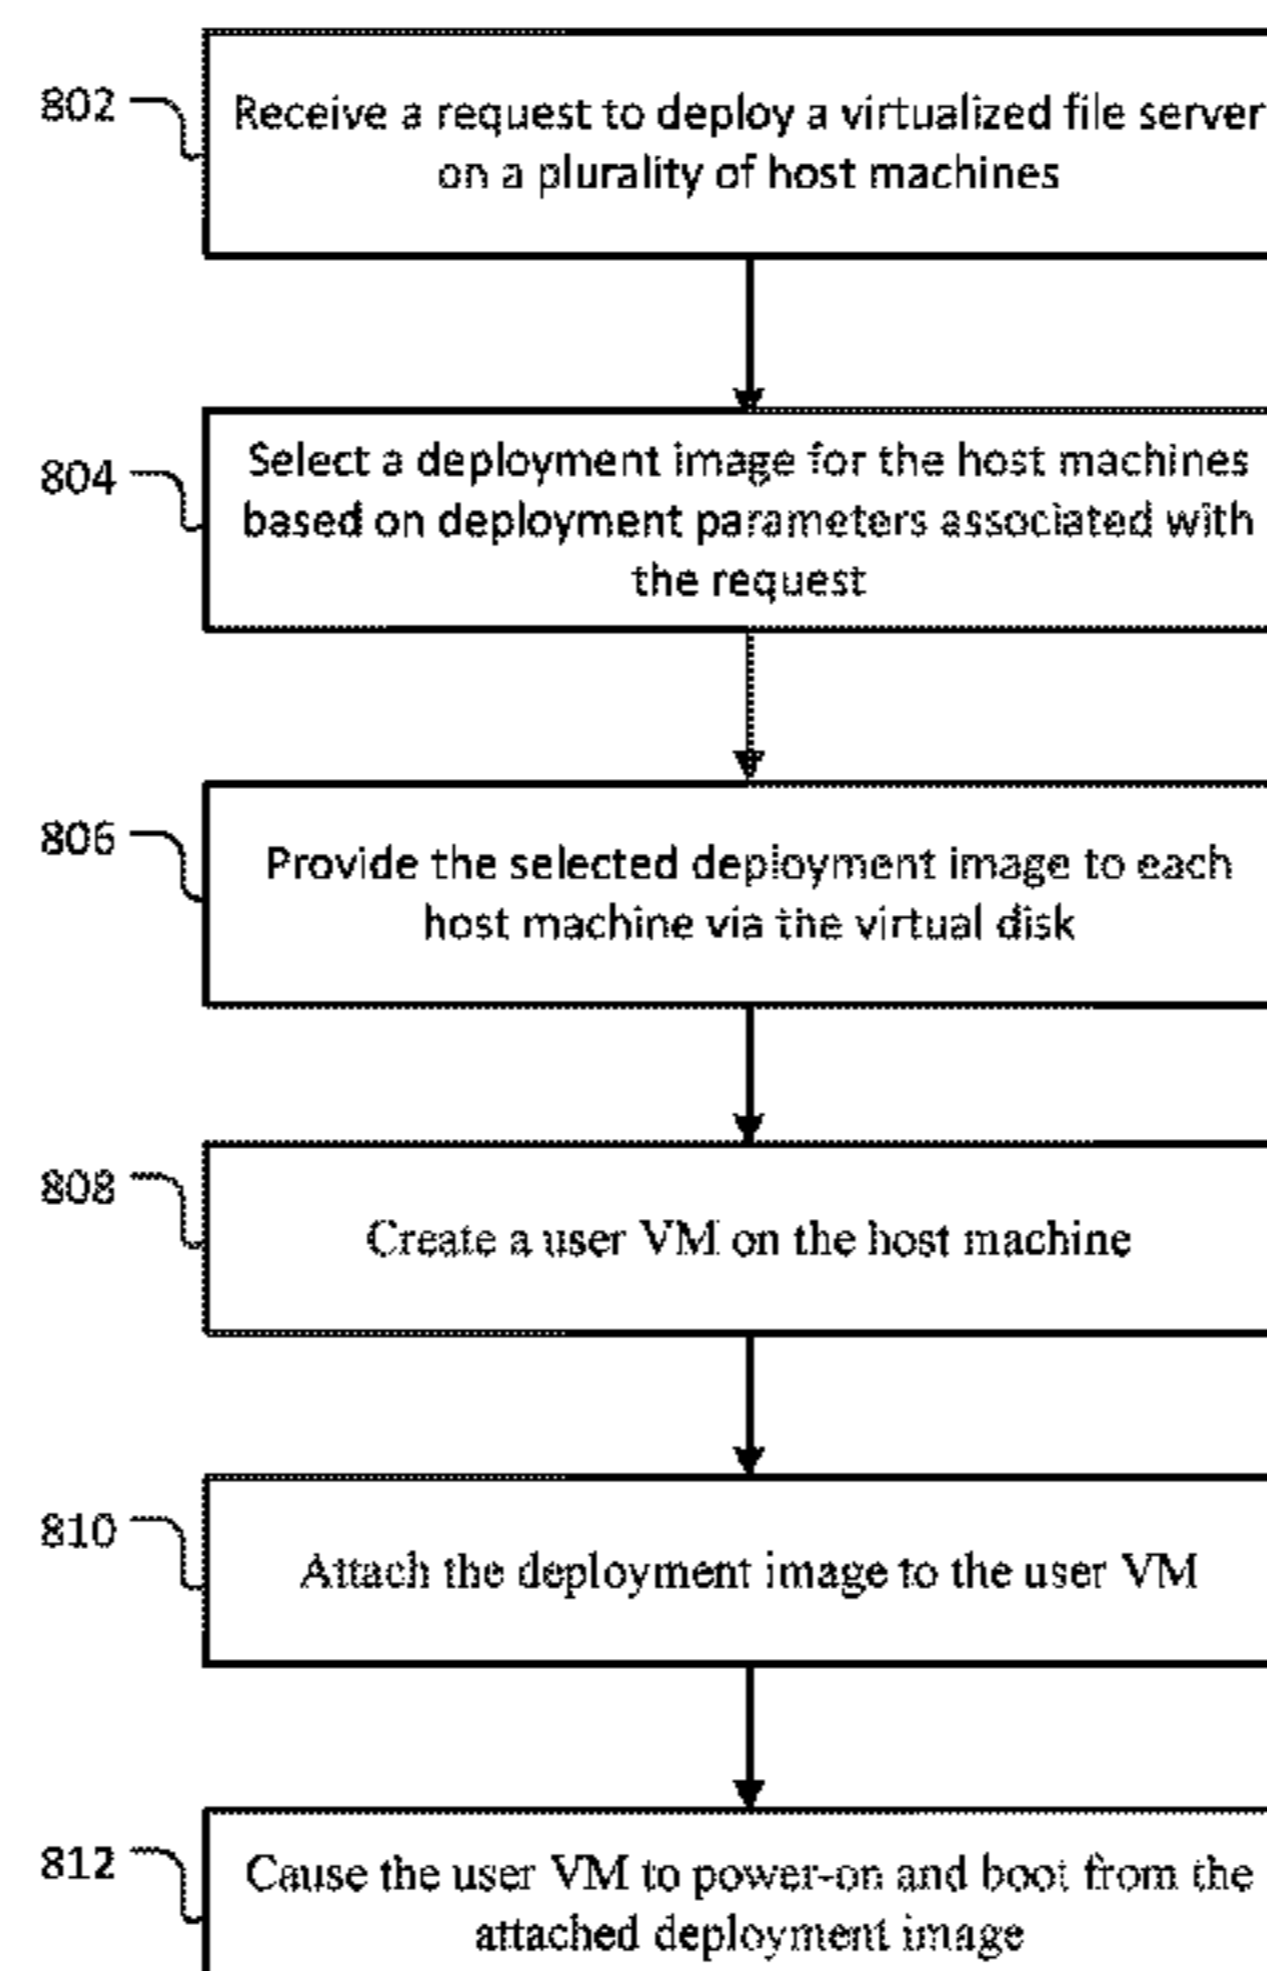 802
Receive a request to deploy a virtualized file server
on a plurality of host machines
804
Select a deployment image for the host machines
based on deployment parameters associated with
the request
806
Provide the selected deployment image to each
host machine via the virtual disk
808
Create a user VM on the host machine
810
Attach the deployment image to the user VM
812
Cause the user VM to power-on and boot from the
attached deployment image